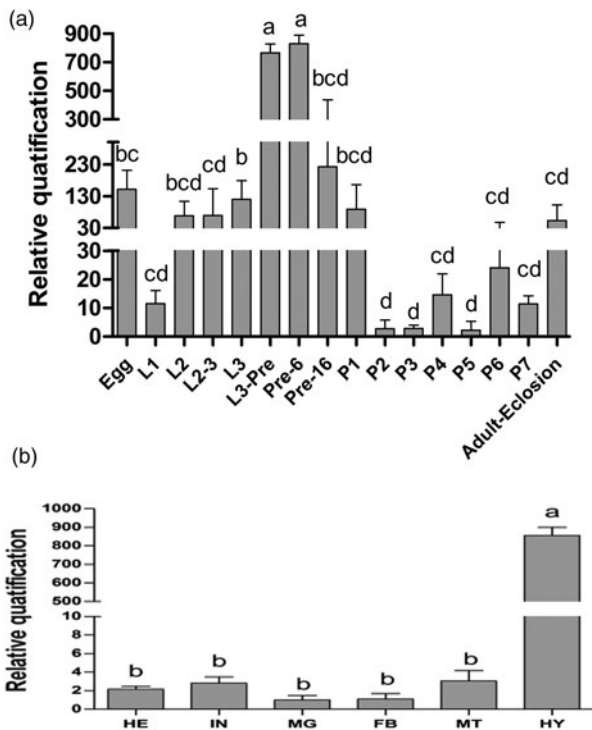 (a)
Relative quatification
900
700
500
300
230
130
30
30
20
10
0
bc
cd
bcd
cd
b
a
a
bcd
bcd
d
d
cd
d
cd
cd
cd
Egg
L1
L2
L2-3
L3
L3-Pre
Pre-6
Pre-16
P1
P2
P3
P4
P5
P6
P7
Adult-Eclosion
(b)
Relative quatification
1000
900
800
700
600
500
10
8
6
4
2
0
b
b
b
b
b
a
HE
IN
MG
FB
MT
HY